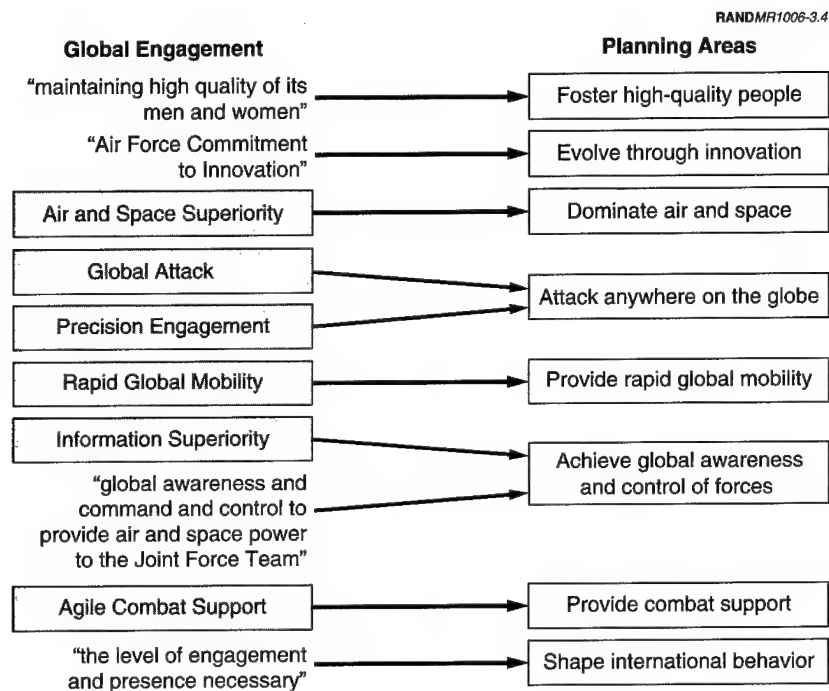 RANDMR1006-3.4
Global Engagement
Planning Areas
“maintaining high quality of its
men and women”
Foster high-quality people
“Air Force Commitment
to Innovation”
Evolve through innovation
Air and Space Superiority
Dominate air and space
Global Attack
Attack anywhere on the globe
Precision Engagement
Rapid Global Mobility
Provide rapid global mobility
Information Superiority
Achieve global awareness
and control of forces
“global awareness and
command and control to
provide air and space power
to the Joint Force Team”
Agile Combat Support
Provide combat support
“the level of engagement
and presence necessary”
Shape international behavior